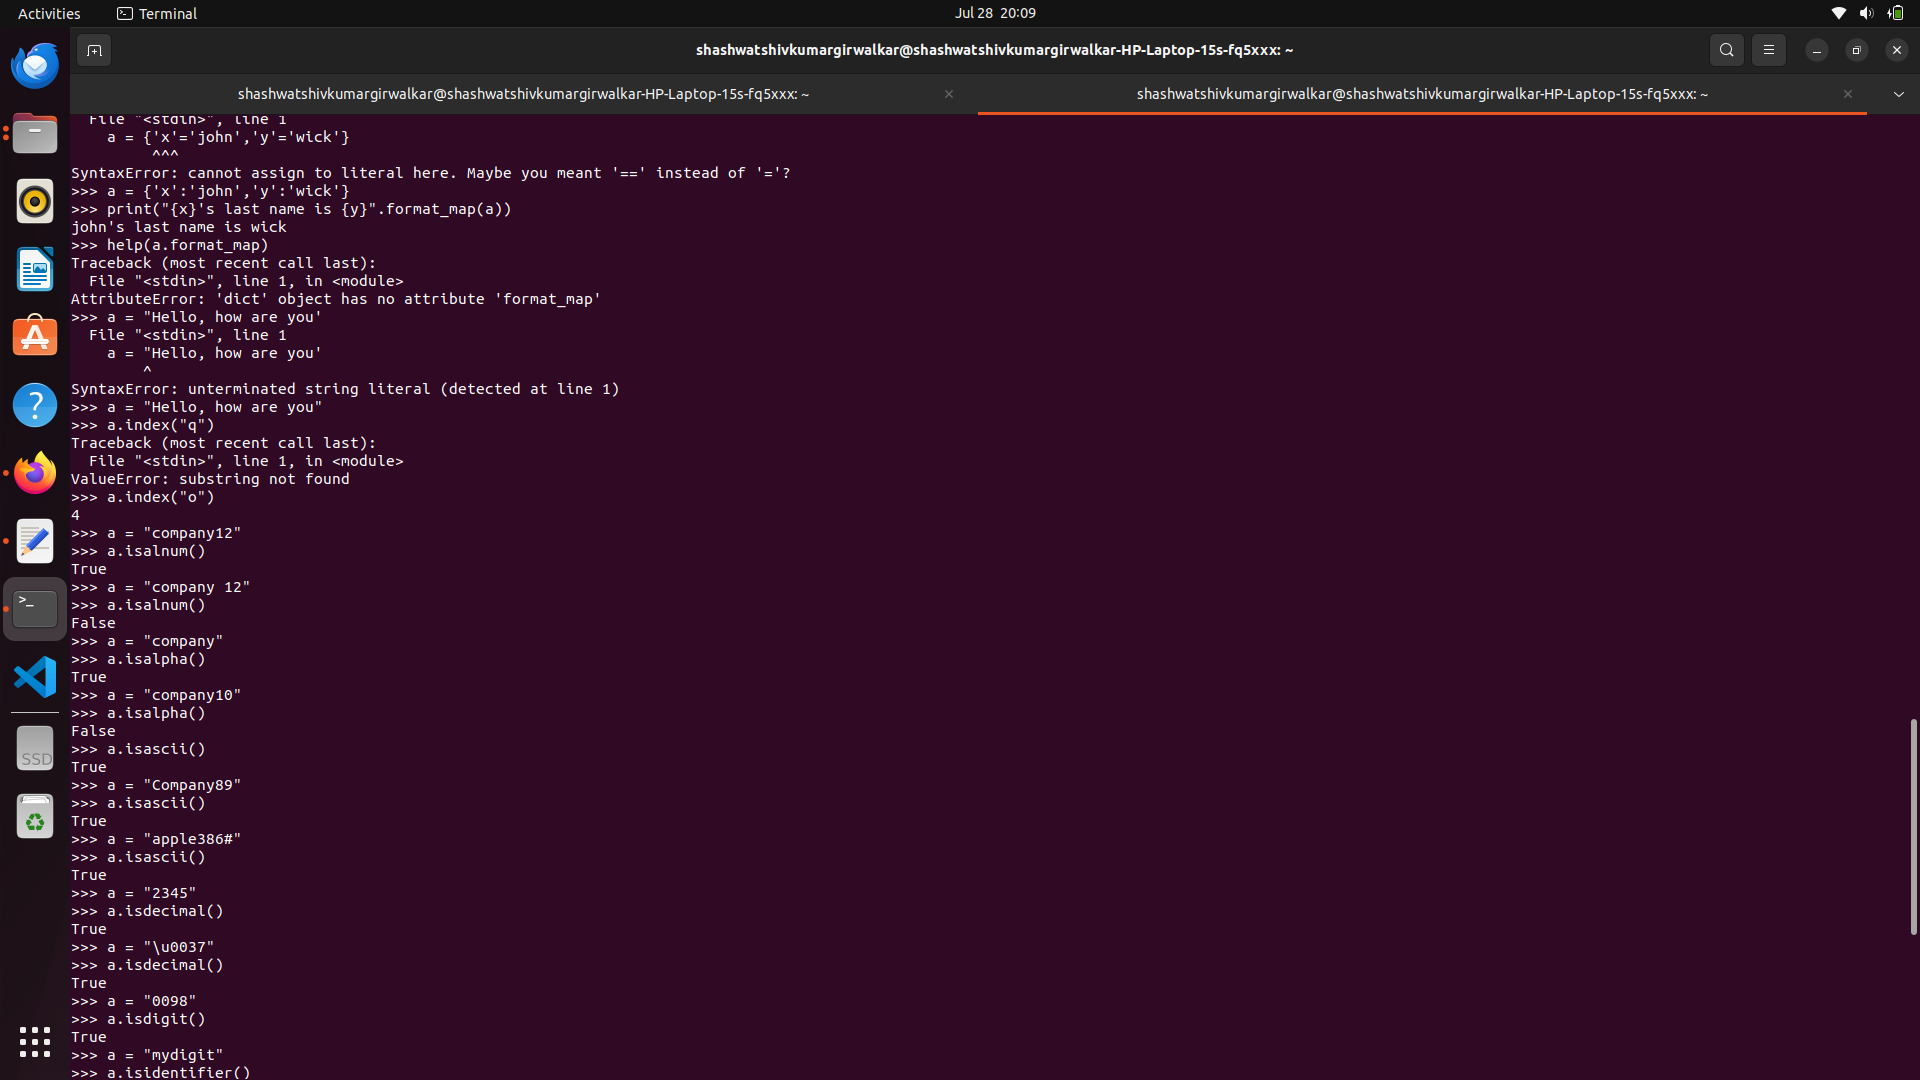 Activities
Terminal
Jul 28 20:09
shashwatshivkumargirwalkar@shashwatshivkumargirwalkar-HP-Laptop-15s-fq5xxx: ~
shashwatshivkumargirwalkar@shashwatshivkumargirwalkar-HP-Laptop-15s-fq5xxx: ~
shashwatshivkumargirwalkar@shashwatshivkumargirwalkar-HP-Laptop-15s-fq5xxx: ~
  File "<stdin>", line 1
    a = {'x'='john','y'='wick'}
         ^^^
SyntaxError: cannot assign to literal here. Maybe you meant '==' instead of '='?
>>> a = {'x':'john','y':'wick'}
>>> print("{x}'s last name is {y}".format_map(a))
john's last name is wick
>>> help(a.format_map)
Traceback (most recent call last):
  File "<stdin>", line 1, in <module>
AttributeError: 'dict' object has no attribute 'format_map'
>>> a = "Hello, how are you'
  File "<stdin>", line 1
    a = "Hello, how are you'
        ^
SyntaxError: unterminated string literal (detected at line 1)
>>> a = "Hello, how are you"
>>> a.index("q")
Traceback (most recent call last):
  File "<stdin>", line 1, in <module>
ValueError: substring not found
>>> a.index("o")
4
>>> a = "company12"
>>> a.isalnum()
True
>>> a = "company 12"
>>> a.isalnum()
False
>>> a = "company"
>>> a.isalpha()
True
>>> a = "company10"
>>> a.isalpha()
False
>>> a.isascii()
True
>>> a = "Company89"
>>> a.isascii()
True
>>> a = "apple386#"
>>> a.isascii()
True
>>> a = "2345"
>>> a.isdecimal()
True
>>> a = "\u0037"
>>> a.isdecimal()
True
>>> a = "0098"
>>> a.isdigit()
True
>>> a = "mydigit"
>>> a.isidentifier()
SSD